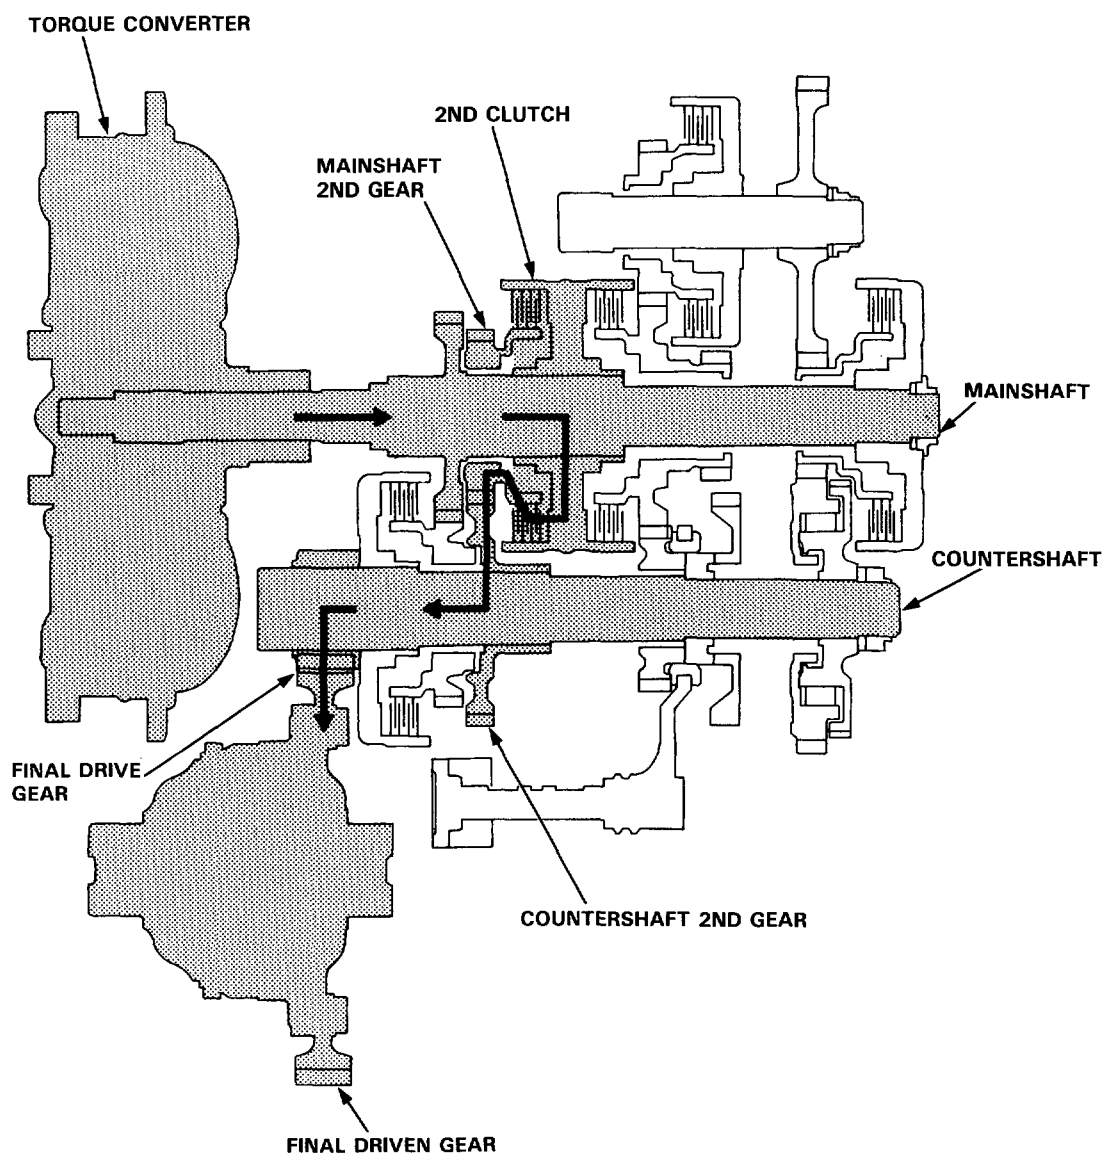 TORQUE CONVERTER
2ND CLUTCH
MAINSHAFT
2ND GEAR
MAINSHAFT
COUNTERSHAFT
FINAL DRIVE
GEAR
COUNTERSHAFT 2ND GEAR
FINAL DRIVEN GEAR